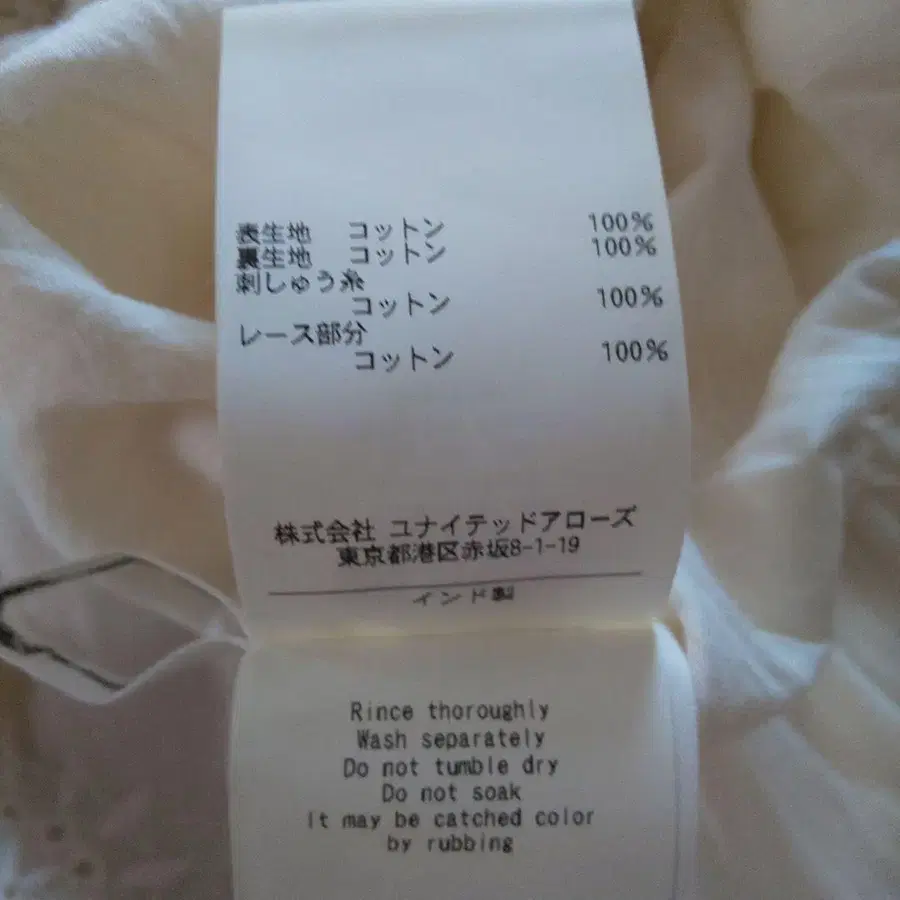 表生地 コットン 100%
裏生地 コットン 100%
刺しゅう糸
コットン 100%
レース部分
コットン 100%
株式会社 ユナイテッドアローズ
東京都港区赤坂8-1-19
インド製
Rince thoroughly
Wash separately
Do not tumble dry
Do not soak
It may be catched color
by rubbing